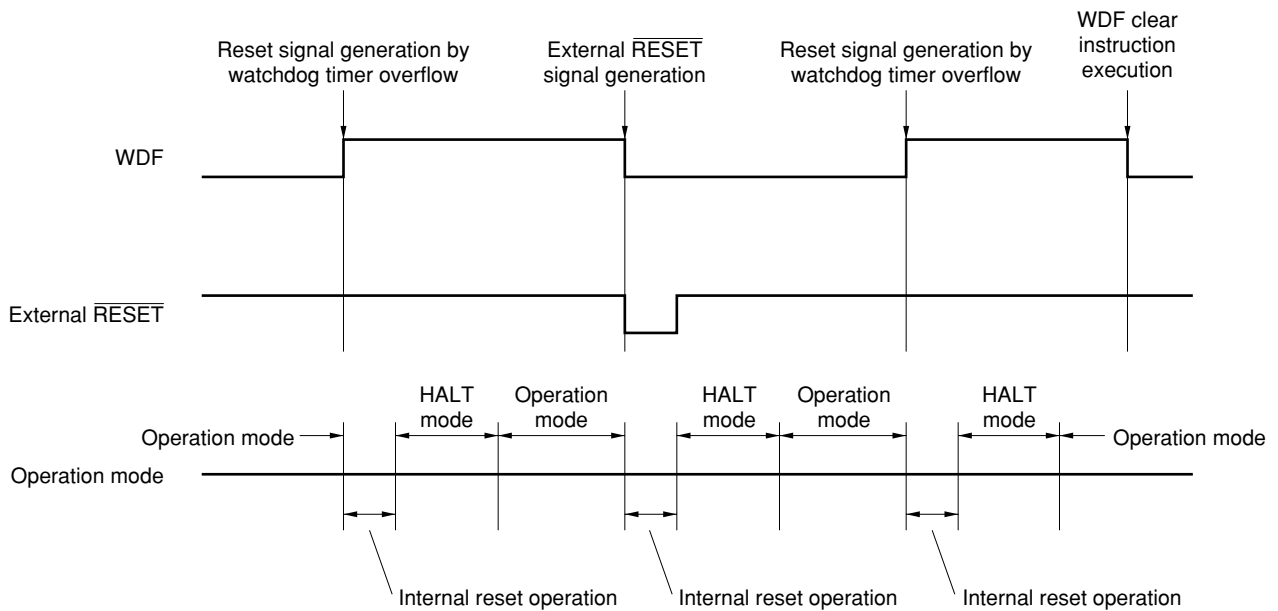 Reset signal generation by
watchdog timer overflow
External RESET
signal generation
Reset signal generation by
watchdog timer overflow
WDF clear
instruction
execution
WDF
External RESET
HALT
mode
Operation
mode
HALT
mode
Operation
mode
HALT
mode
Operation mode
Operation mode
Operation mode
Internal reset operation
Internal reset operation
Internal reset operation